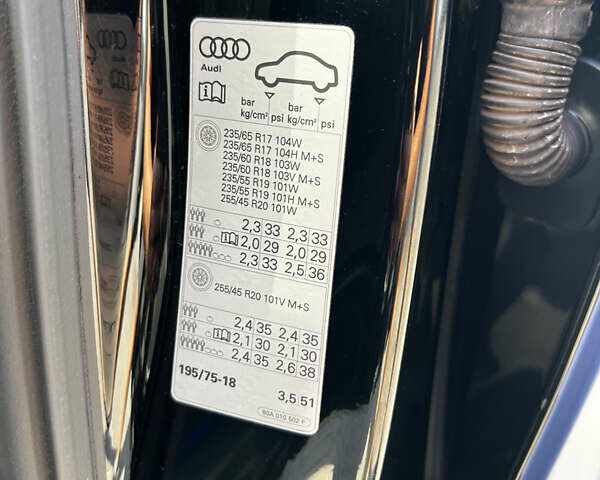 Audi
bar bar
kg/cm² psi kg/cm² psi
235/65 R17 104W
235/65 R17 104H M+S
235/60 R18 103W
235/60 R18 103V M+S
235/55 R19 101W
235/55 R19 101H M+S
255/45 R20 101W
2,3 33 2,3 33
2,0 29 2,0 29
2,3 33 2,5 36
255/45 R20 101V M+S
2,4 35 2,4 35
2,1 30 2,1 30
2,4 35 2,6 38
195/75-18 3,5 51
80A 010 502 F